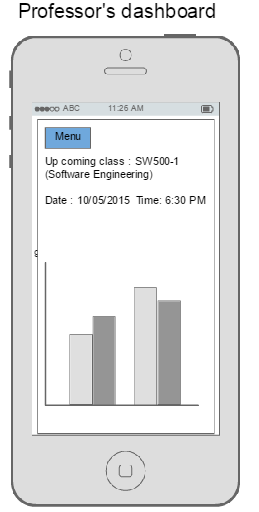 Professor's dashboard
ABC 11:26 AM
Menu
Up coming class : SW500-1
(Software Engineering)
Date : 10/05/2015 Time: 6:30 PM